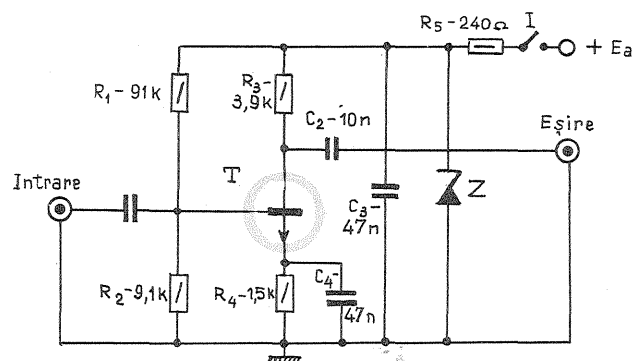 R5-240Ω
I
+ Ea
R1-91k
R3-
3,9k
C2-10n
Eșire
Intrare
T
C3-
47n
Z
R2-9,1k
R4-1,5k
C4-
47n